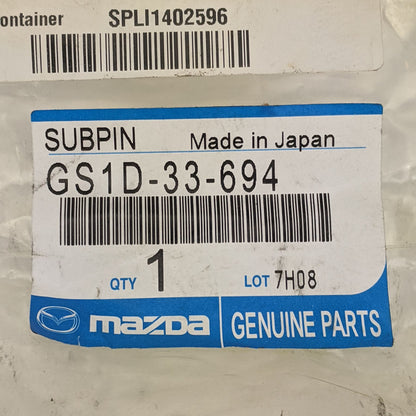 ontainer SPLI1402596
SUBPIN Made in Japan
GS1D-33-694
QTY 1 LOT 7H08
mazda GENUINE PARTS